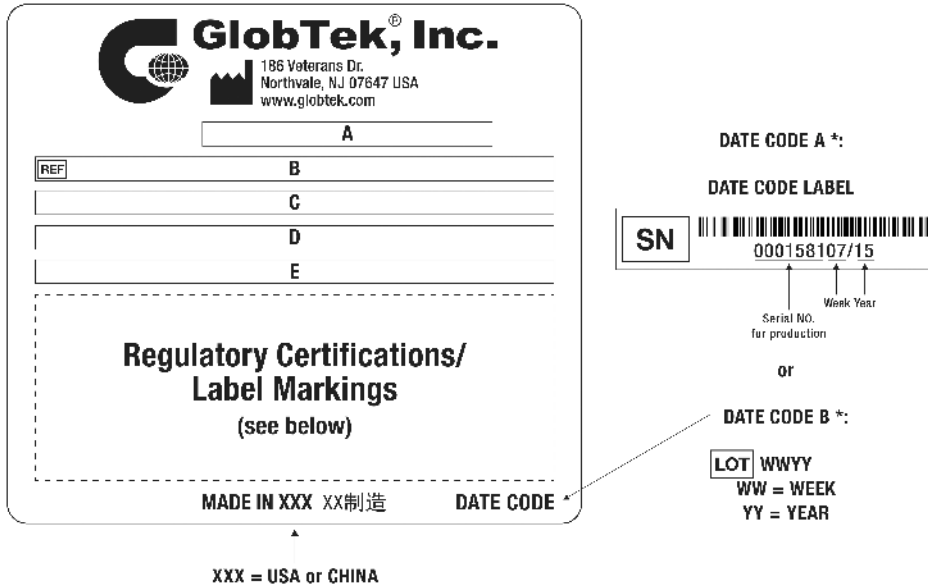 GlobTek,® Inc.
186 Veterans Dr.
Northvale, NJ 07647 USA
www.globtek.com
A
REF B
C
D
E
Regulatory Certifications/
Label Markings
(see below)
MADE IN XXX XX制造 DATE CODE
XXX = USA or CHINA
DATE CODE A *:
DATE CODE LABEL
SN
000158107/15
Week Year
Serial NO.
for production
or
DATE CODE B *:
LOT WWYY
WW = WEEK
YY = YEAR